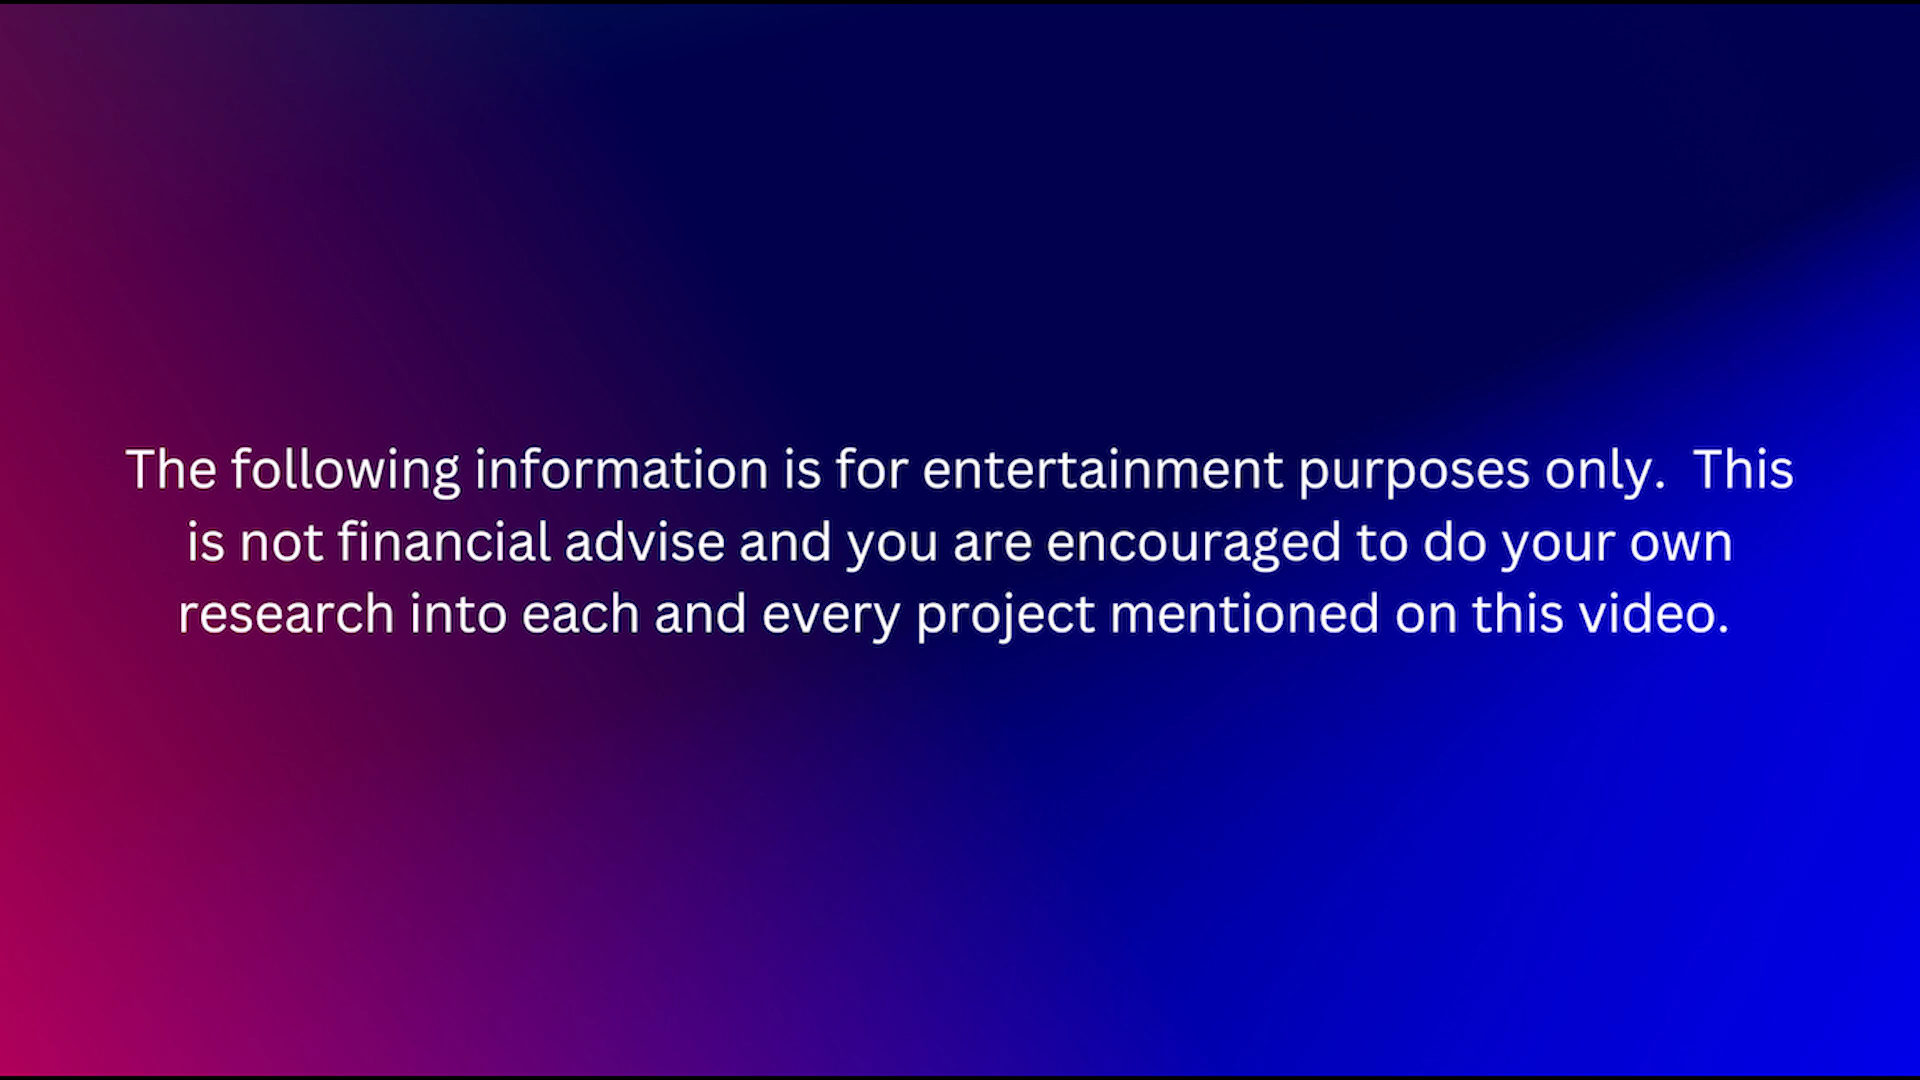 The following information is for entertainment purposes only.  This
is not financial advise and you are encouraged to do your own
research into each and every project mentioned on this video.